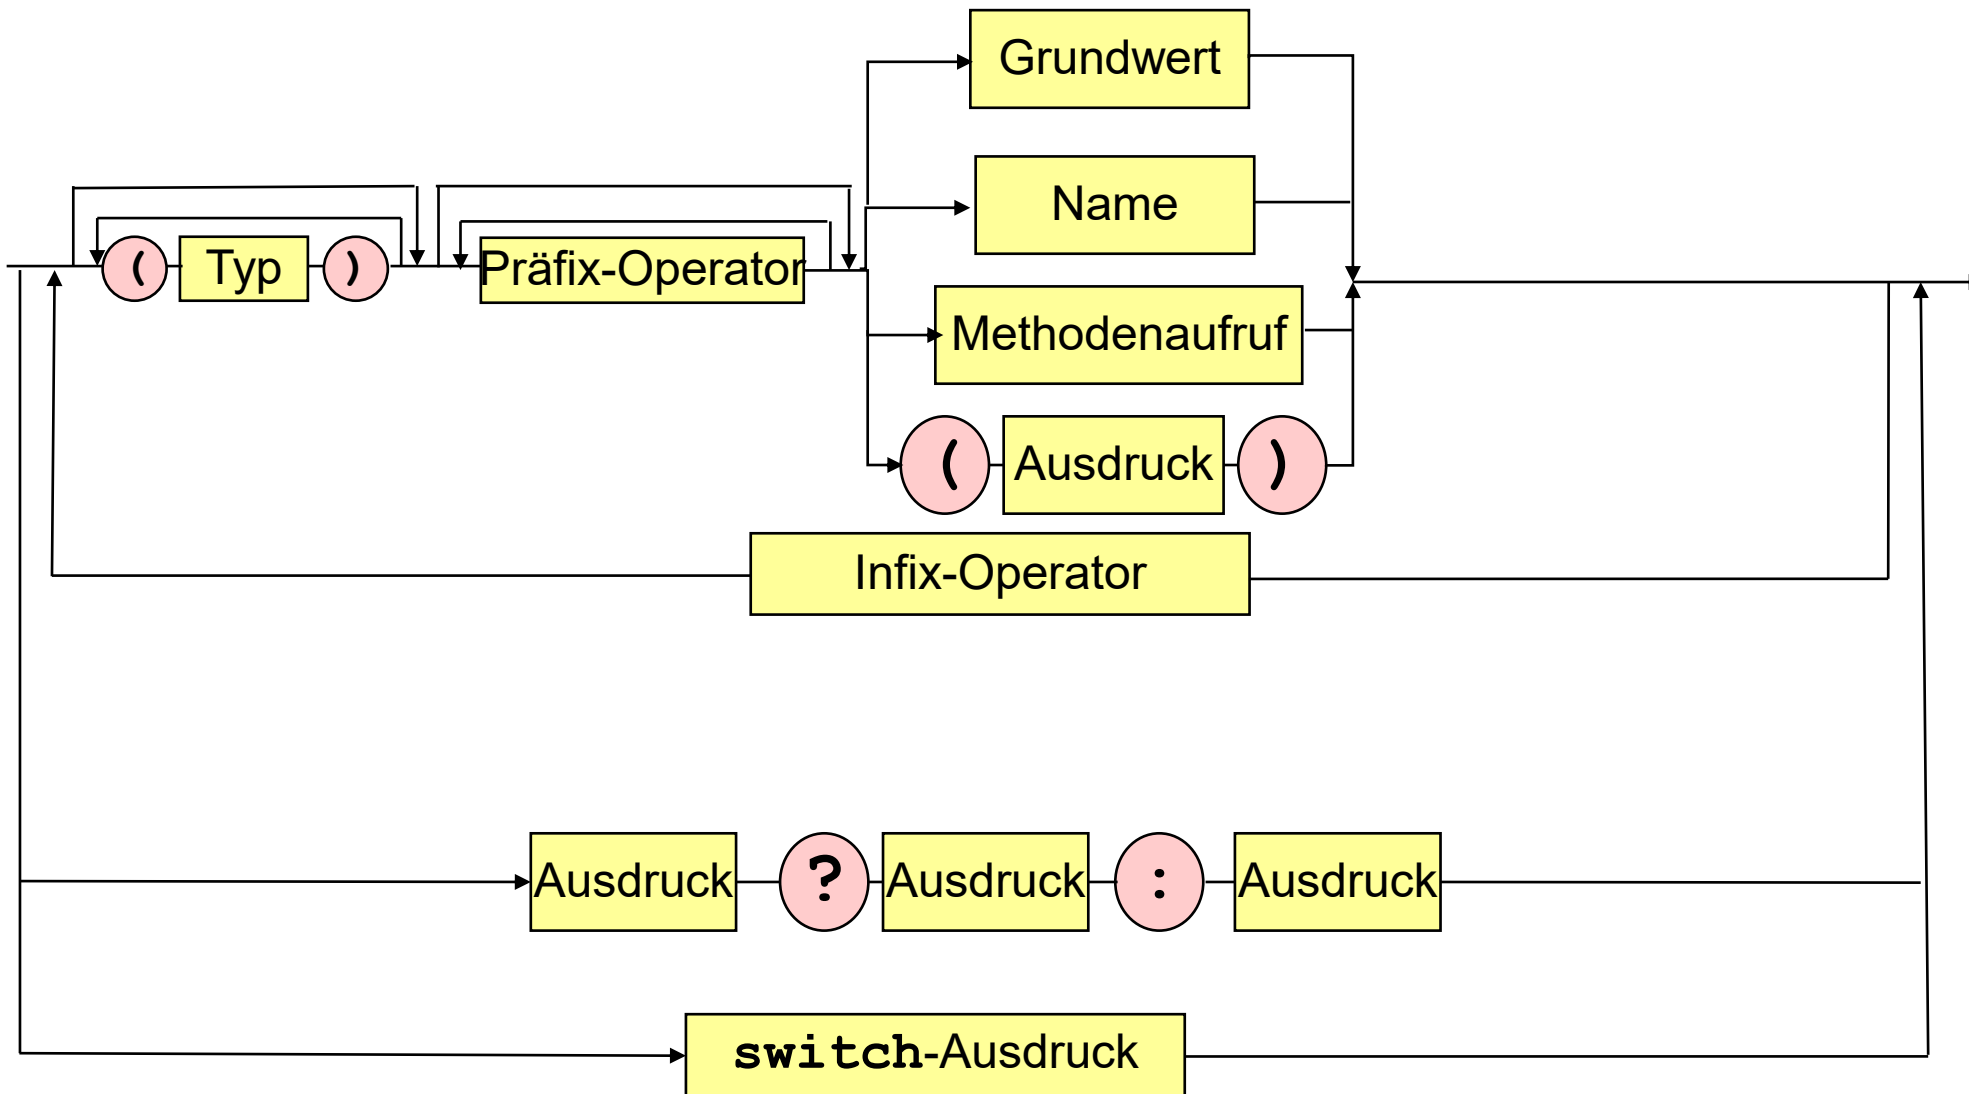 Grundwert
Name
( Typ ) Präfix-Operator
Methodenaufruf
( Ausdruck )
Infix-Operator
Ausdruck ? Ausdruck : Ausdruck
switch-Ausdruck